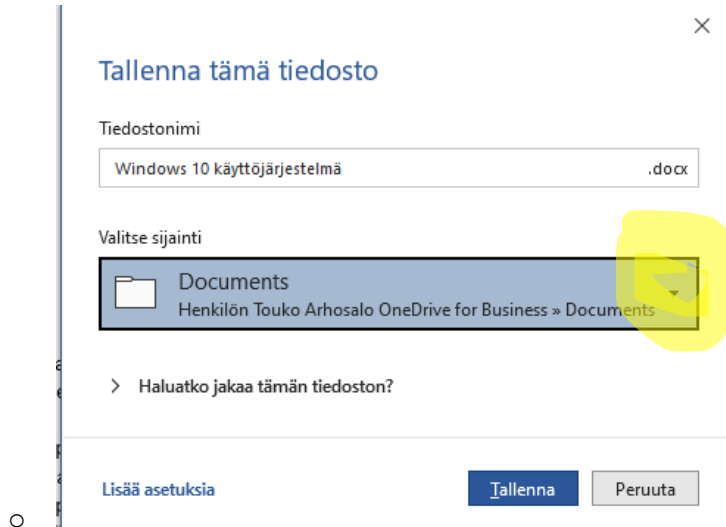 Tallenna tämä tiedosto
Tiedostonimi
Windows 10 käyttöjärjestelmä .docx
Valitse sijainti
Documents
Henkilön Touko Arhosalo OneDrive for Business » Documents
Haluatko jakaa tämän tiedoston?
Lisää asetuksia Tallenna Peruuta